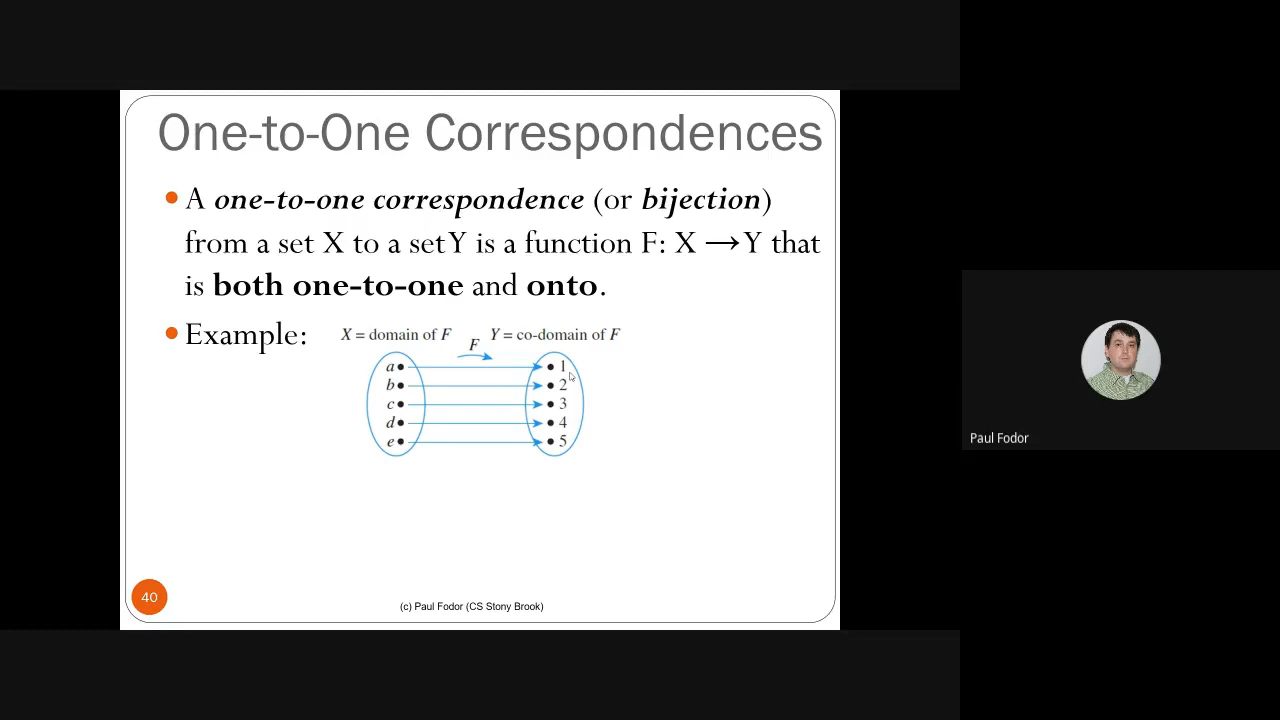 One-to-One Correspondences
• A one-to-one correspondence (or bijection)
from a set X to a set Y is a function F: X → Y that
is both one-to-one and onto.
• Example:
X = domain of F Y = co-domain of F
F
a• •1
b• •2
c• •3
d• •4
e• •5
40
(c) Paul Fodor (CS Stony Brook)
Paul Fodor